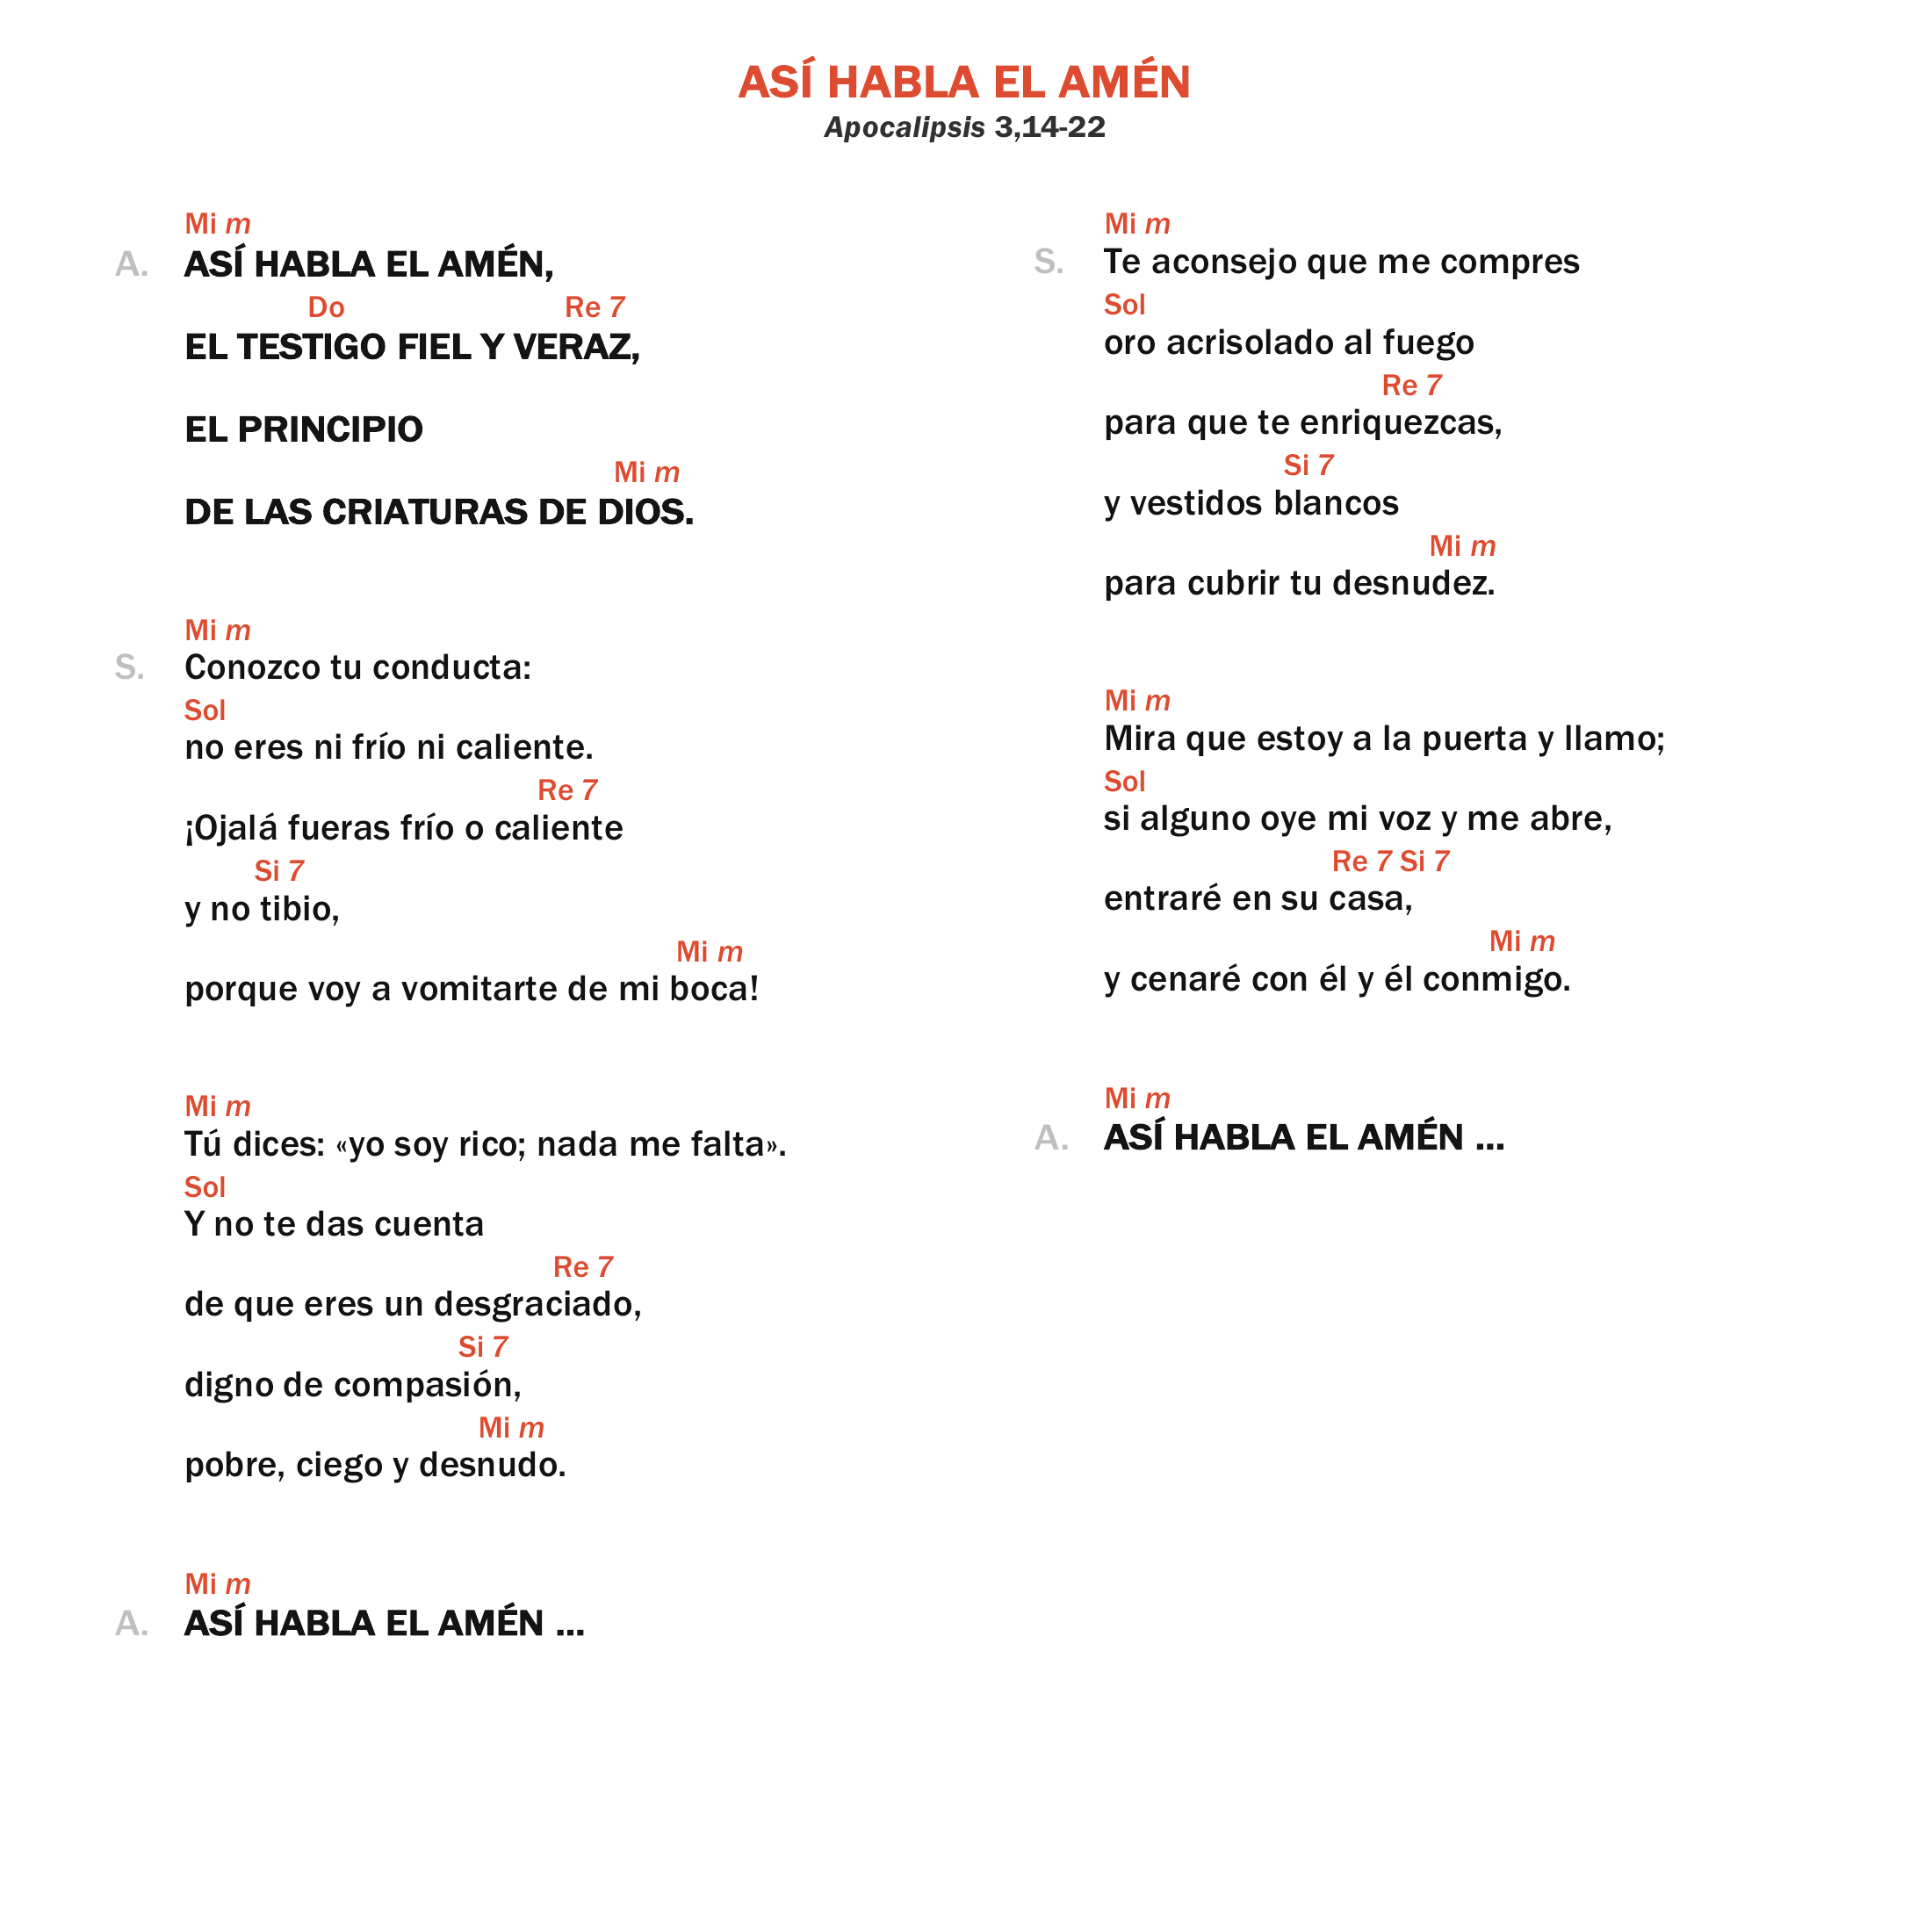 ASÍ HABLA EL AMÉN
Apocalipsis 3,14-22
Mi m
A. ASÍ HABLA EL AMÉN,
Do Re 7
EL TESTIGO FIEL Y VERAZ,
EL PRINCIPIO
Mi m
DE LAS CRIATURAS DE DIOS.
Mi m
S. Conozco tu conducta:
Sol
no eres ni frío ni caliente.
Re 7
¡Ojalá fueras frío o caliente
Si 7
y no tibio,
Mi m
porque voy a vomitarte de mi boca!
Mi m
Tú dices: «yo soy rico; nada me falta».
Sol
Y no te das cuenta
Re 7
de que eres un desgraciado,
Si 7
digno de compasión,
Mi m
pobre, ciego y desnudo.
Mi m
A. ASÍ HABLA EL AMÉN ...
Mi m
S. Te aconsejo que me compres
Sol
oro acrisolado al fuego
Re 7
para que te enriquezcas,
Si 7
y vestidos blancos
Mi m
para cubrir tu desnudez.
Mi m
Mira que estoy a la puerta y llamo;
Sol
si alguno oye mi voz y me abre,
Re 7 Si 7
entraré en su casa,
Mi m
y cenaré con él y él conmigo.
Mi m
A. ASÍ HABLA EL AMÉN ...